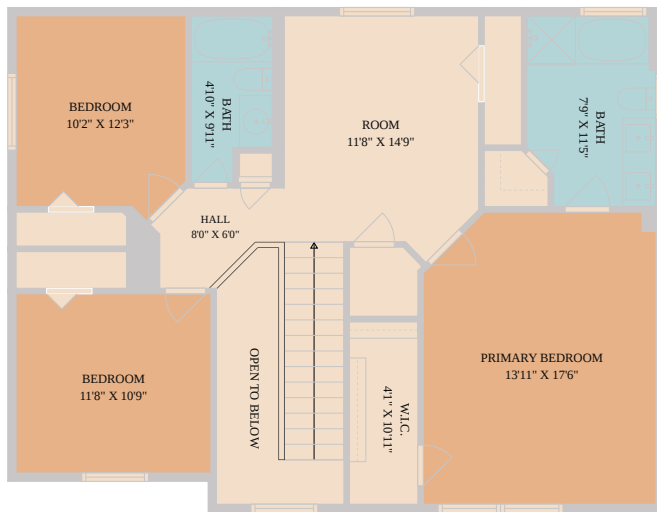 BEDROOM
10'2" X 12'3"
BATH
4'10" X 9'11"
ROOM
11'8" X 14'9"
BATH
7'9" X 11'5"
HALL
8'0" X 6'0"
BEDROOM
11'8" X 10'9"
OPEN TO BELOW
W.I.C.
4'1" X 10'11"
PRIMARY BEDROOM
13'11" X 17'6"